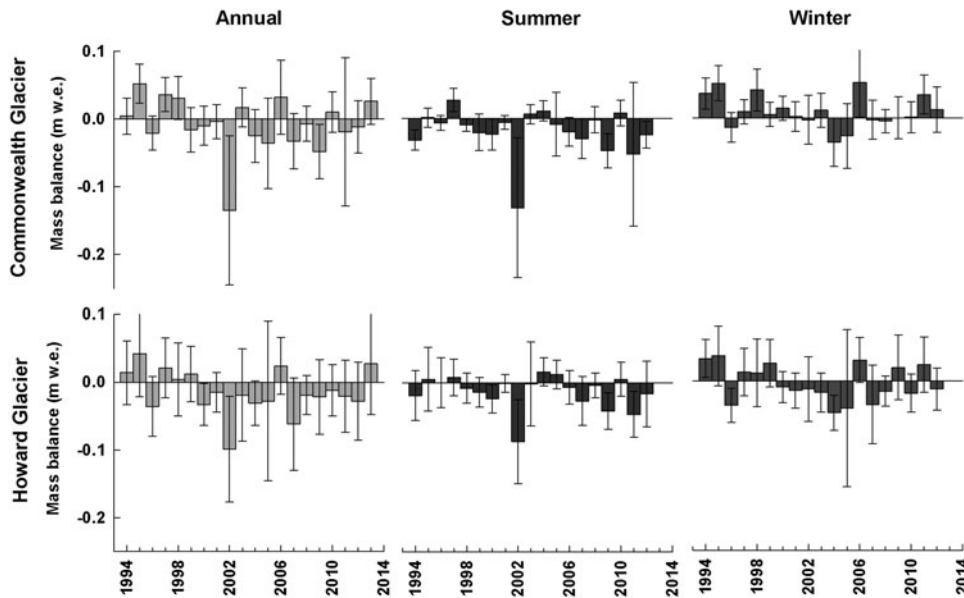 Annual Summer Winter
Commonwealth Glacier
Mass balance (m w.e.)
0.1
0.0
-0.1
-0.2
Howard Glacier
Mass balance (m w.e.)
0.1
0.0
-0.1
-0.2
1994 1998 2002 2006 2010 2014 1994 1998 2002 2006 2010 2014 1994 1998 2002 2006 2010 2014